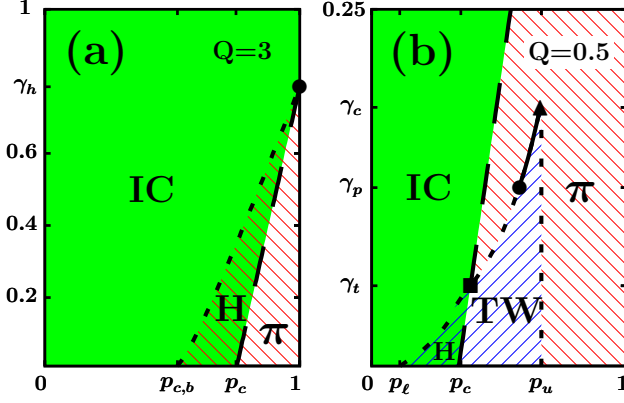 1
(a)
Q=3
γh
0.6
IC
0.4
0.2
H
π
0
pc,b
pc
1
0.25
(b)
Q=0.5
γc
IC
γp
π
γt
TW
H
0
pℓ
pc
pu
1